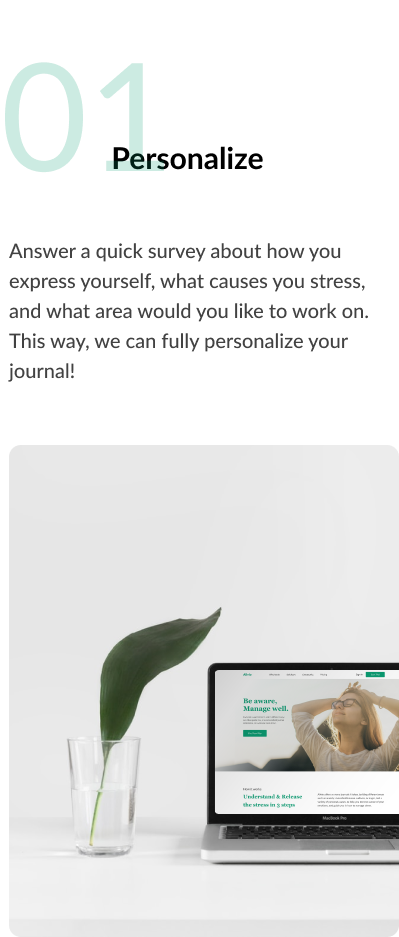 01
Personalize
Answer a quick survey about how you
express yourself, what causes you stress,
and what area would you like to work on.
This way, we can fully personalize your
journal!
Be aware,
Manage well.
Understand & Release
the stress in 3 steps
MacBook Pro